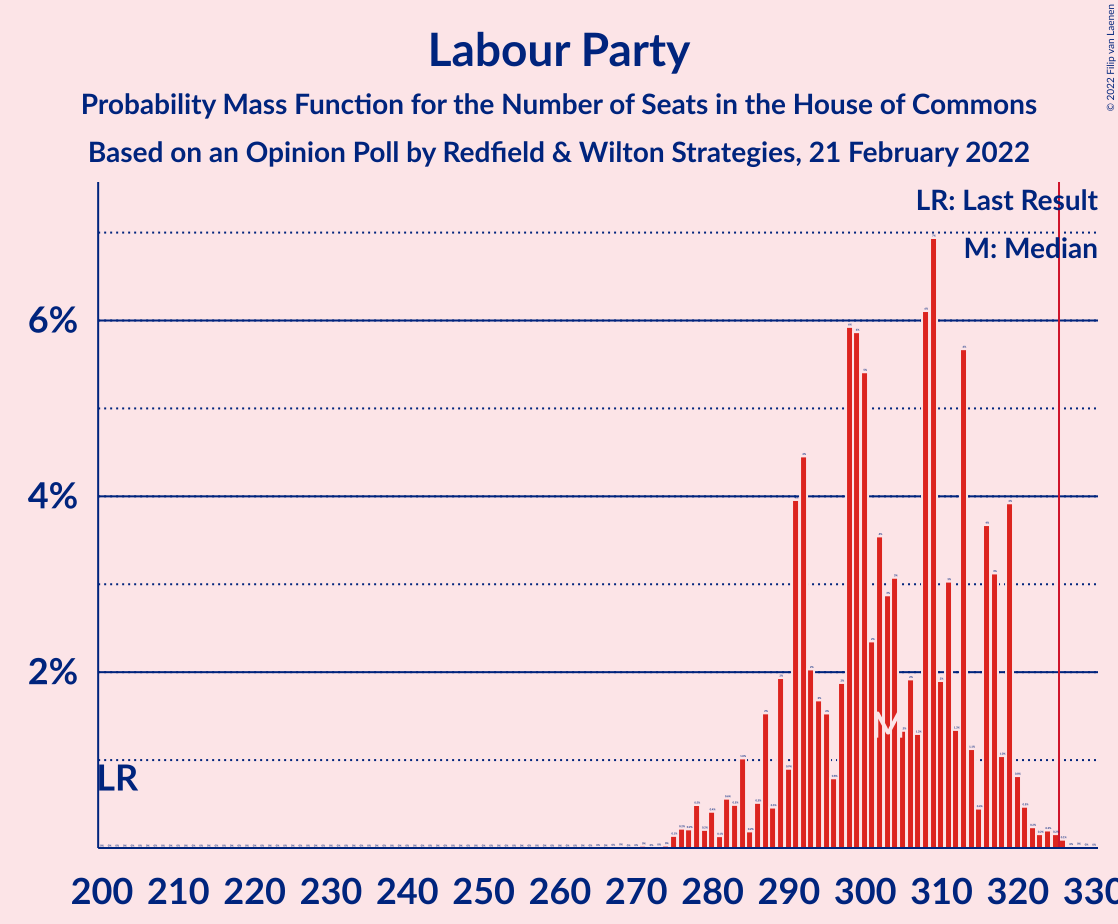 Labour Party
Probability Mass Function for the Number of Seats in the House of Commons
Based on an Opinion Poll by Redfield & Wilton Strategies, 21 February 2022
© 2022 Filip van Laenen
LR: Last Result
M: Median
6%
4%
2%
LR
M
200 210 220 230 240 250 260 270 280 290 300 310 320 330